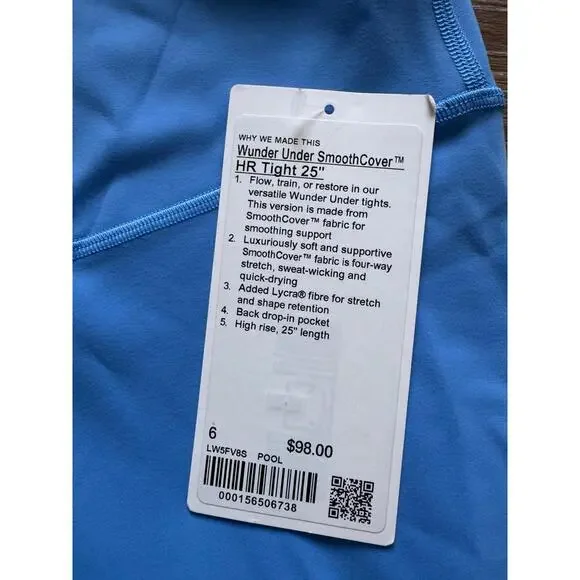 WHY WE MADE THIS
Wunder Under SmoothCover™
HR Tight 25"
1. Flow, train, or restore in our
versatile Wunder Under tights.
This version is made from
SmoothCover™ fabric for
smoothing support
2. Luxuriously soft and supportive
SmoothCover™ fabric is four-way
stretch, sweat-wicking and
quick-drying
3. Added Lycra® fibre for stretch
and shape retention
4. Back drop-in pocket
5. High rise, 25" length
6 $98.00
LW5FV8S POOL
000156506738